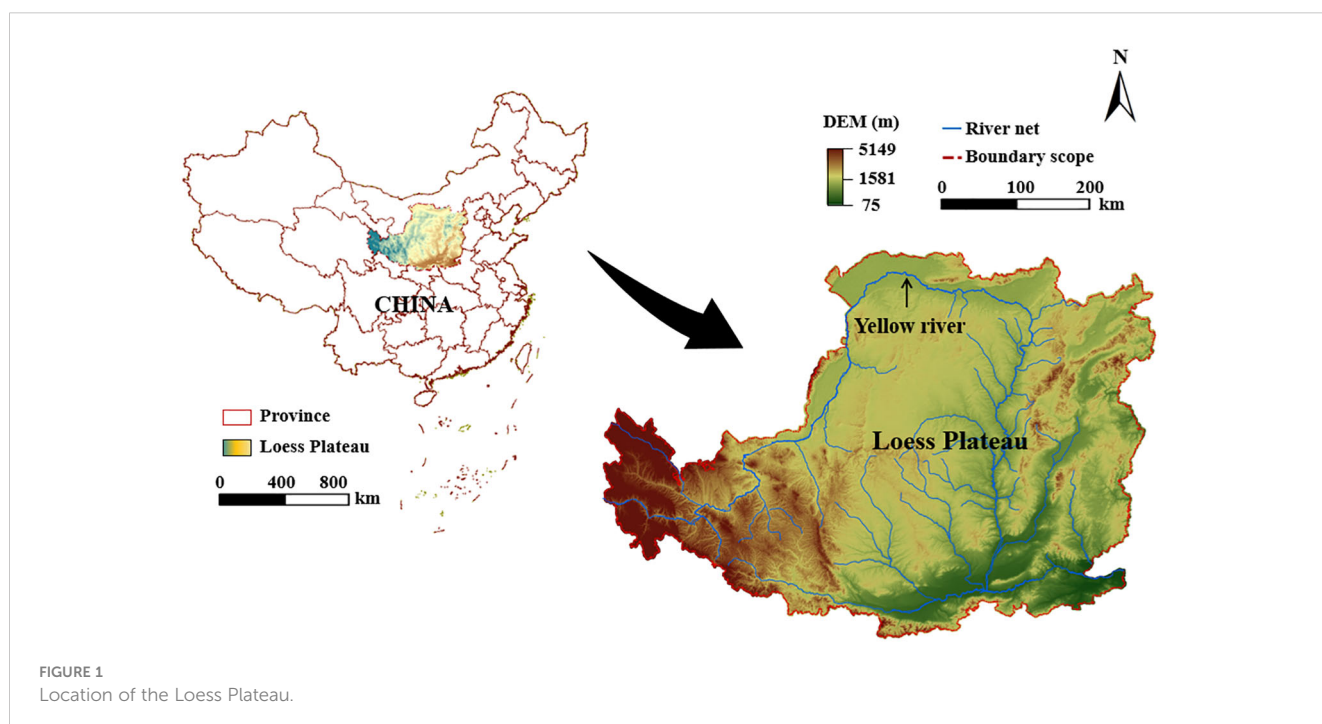 N
DEM (m)
5149
1581
75
River net
Boundary scope
0 100 200
km
CHINA
Yellow river
Loess Plateau
Province
Loess Plateau
0 400 800
km
FIGURE 1
Location of the Loess Plateau.